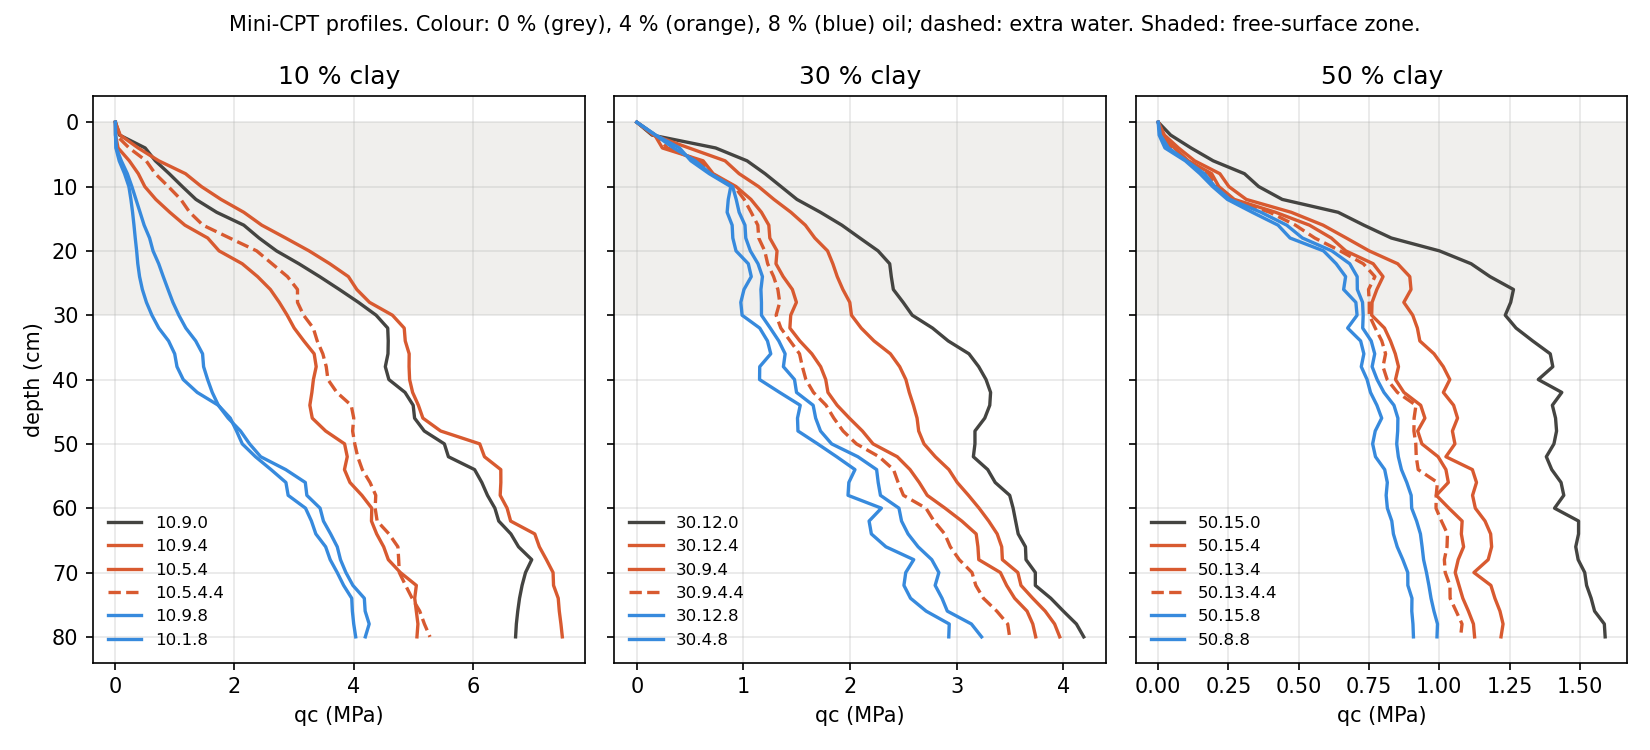 Mini-CPT profiles. Colour: 0 % (grey), 4 % (orange), 8 % (blue) oil; dashed: extra water. Shaded: free-surface zone.
10 % clay
30 % clay
50 % clay
depth (cm)
0
10
20
30
40
50
60
70
80
10.9.0
10.9.4
10.5.4
10.5.4.4
10.9.8
10.1.8
30.12.0
30.12.4
30.9.4
30.9.4.4
30.12.8
30.4.8
50.15.0
50.15.4
50.13.4
50.13.4.4
50.15.8
50.8.8
0 2 4 6
0 1 2 3 4
0.00 0.25 0.50 0.75 1.00 1.25 1.50
qc (MPa)
qc (MPa)
qc (MPa)